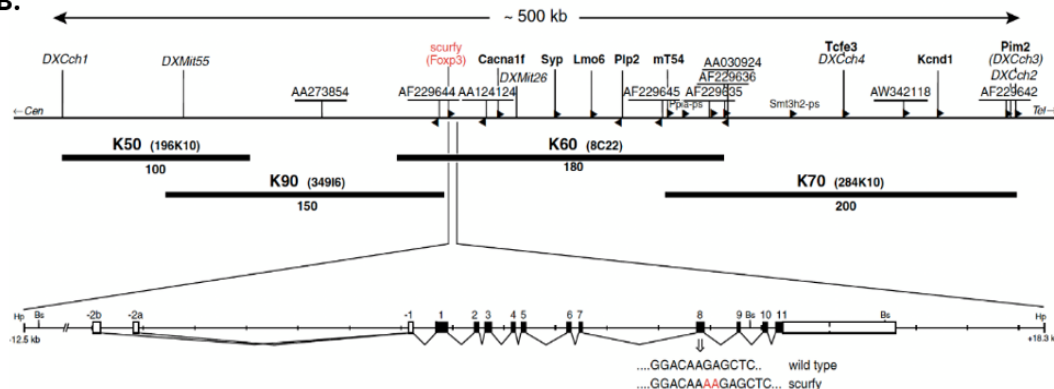 B.
~ 500 kb
DXCch1
DXMit55
AA273854
scurfy
(Foxp3)
AF229644
AA124124
Cacna1f
DXMit26
Syp
Lmo6
Plp2
mT54
AF229645
Ppia-ps
AA030924
AF229636
AF229635
Smt3h2-ps
Tcfe3
DXCch4
AW342118
Kcnd1
Pim2
(DXCch3)
DXCch2
AF229642
←Cen
Tel→
K50 (196K10)
100
K60 (8C22)
180
K90 (349I6)
150
K70 (284K10)
200
Hp Bs -2b -2a -1 1 2 3 4 5 6 7 8 9 Bs 10 11 Bs Hp
-12.5 kb
+18.3 k
....GGACAAGAGCTC.. wild type
....GGACAAAAGAGCTC... scurfy